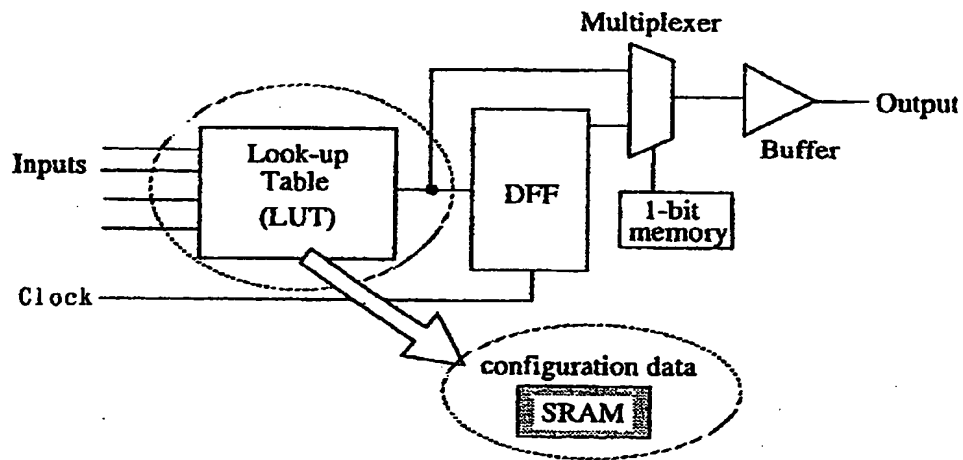 Multiplexer
Output
Buffer
Inputs
Look-up
Table
(LUT)
DFF
1-bit
memory
Clock
configuration data
SRAM